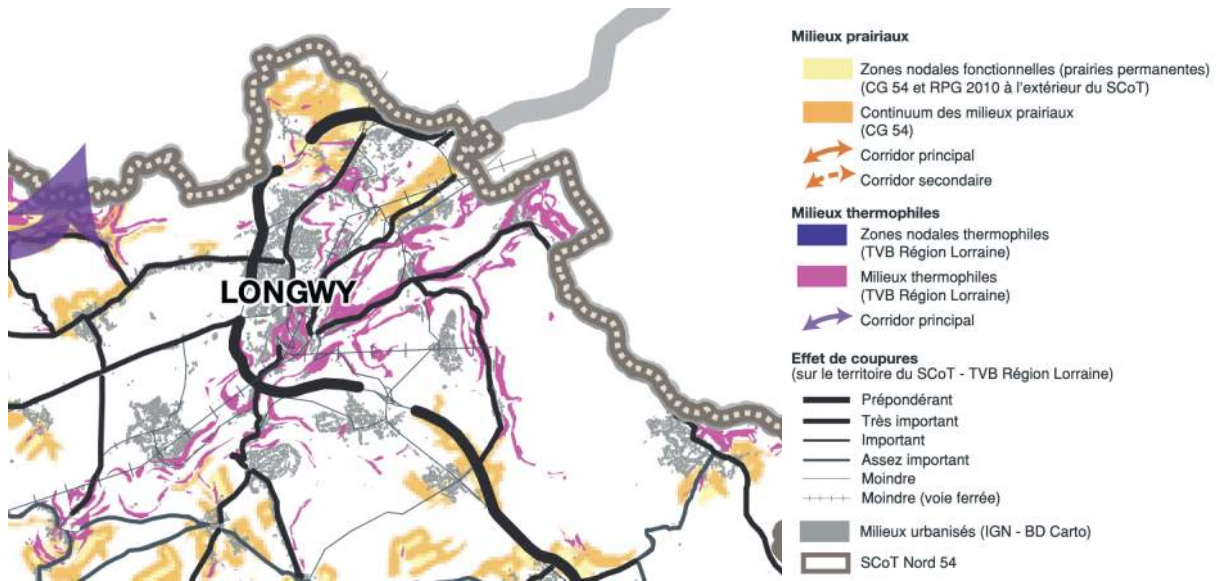 LONGWY
Milieux prairiaux
Zones nodales fonctionnelles (prairies permanentes)
(CG 54 et RPG 2010 à l'extérieur du SCoT)
Continuum des milieux prairiaux
(CG 54)
Corridor principal
Corridor secondaire
Milieux thermophiles
Zones nodales thermophiles
(TVB Région Lorraine)
Milieux thermophiles
(TVB Région Lorraine)
Corridor principal
Effet de coupures
(sur le territoire du SCoT - TVB Région Lorraine)
Prépondérant
Très important
Important
Assez important
Moindre
Moindre (voie ferrée)
Milieux urbanisés (IGN - BD Carto)
SCoT Nord 54